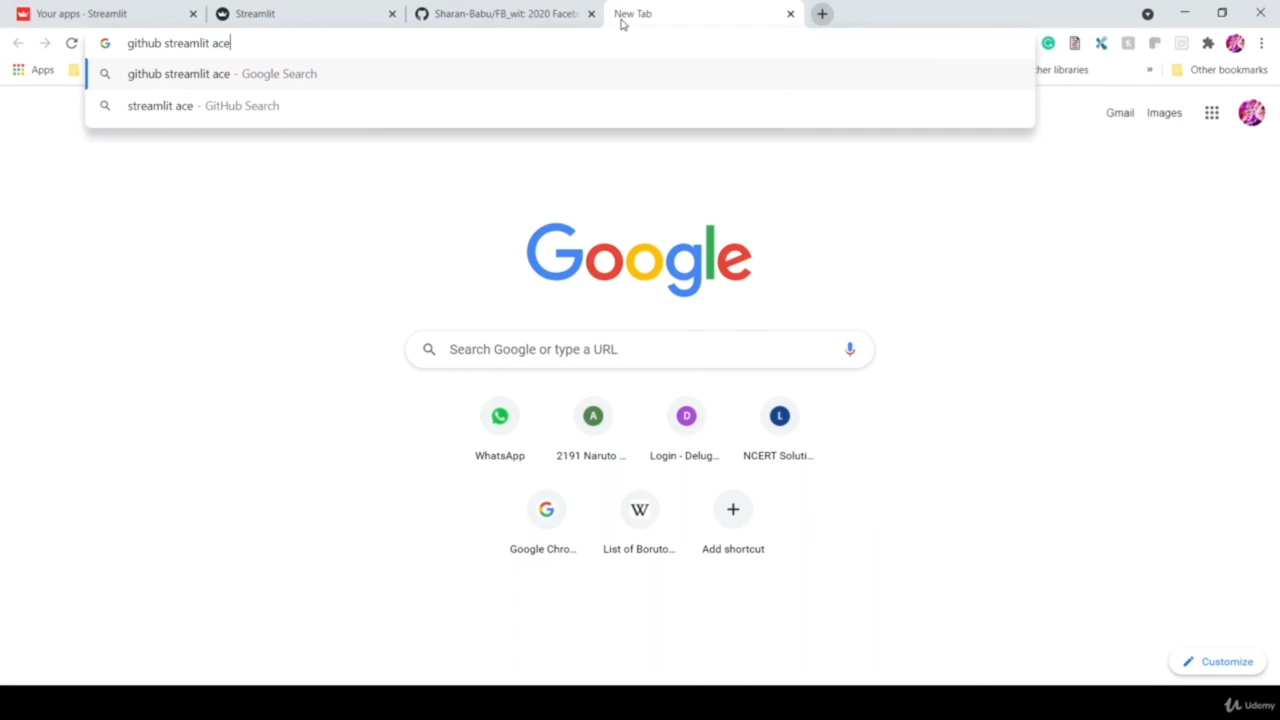 Your apps - Streamlit
Streamlit
Sharan-Babu/FB_wit: 2020 Faceb
New Tab
github streamlit ace
Apps
her libraries
»
Other bookmarks
github streamlit ace - Google Search
streamlit ace - GitHub Search
Gmail
Images
Google
Search Google or type a URL
A
D
L
WhatsApp
2191 Naruto ...
Login - Delug...
NCERT Soluti...
G
W
Google Chro...
List of Boruto...
Add shortcut
Customize
Udemy